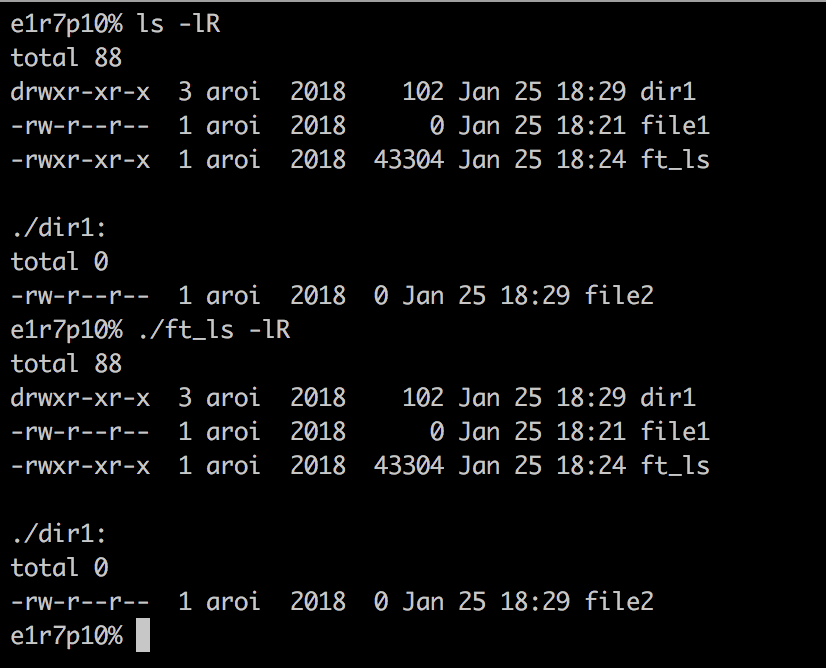 e1r7p10% ls -lR
total 88
drwxr-xr-x  3 aroi  2018    102 Jan 25 18:29 dir1
-rw-r--r--  1 aroi  2018      0 Jan 25 18:21 file1
-rwxr-xr-x  1 aroi  2018  43304 Jan 25 18:24 ft_ls

./dir1:
total 0
-rw-r--r--  1 aroi  2018  0 Jan 25 18:29 file2
e1r7p10% ./ft_ls -lR
total 88
drwxr-xr-x  3 aroi  2018    102 Jan 25 18:29 dir1
-rw-r--r--  1 aroi  2018      0 Jan 25 18:21 file1
-rwxr-xr-x  1 aroi  2018  43304 Jan 25 18:24 ft_ls

./dir1:
total 0
-rw-r--r--  1 aroi  2018  0 Jan 25 18:29 file2
e1r7p10%